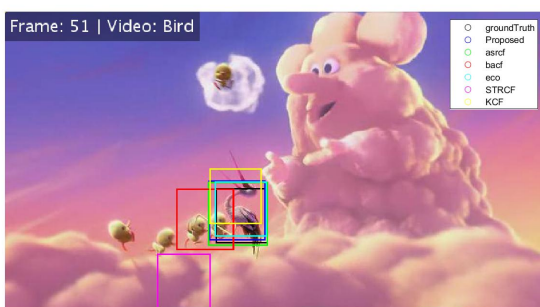 Frame: 51 | Video: Bird
groundTruth
Proposed
asrcf
bacf
eco
STRCF
KCF